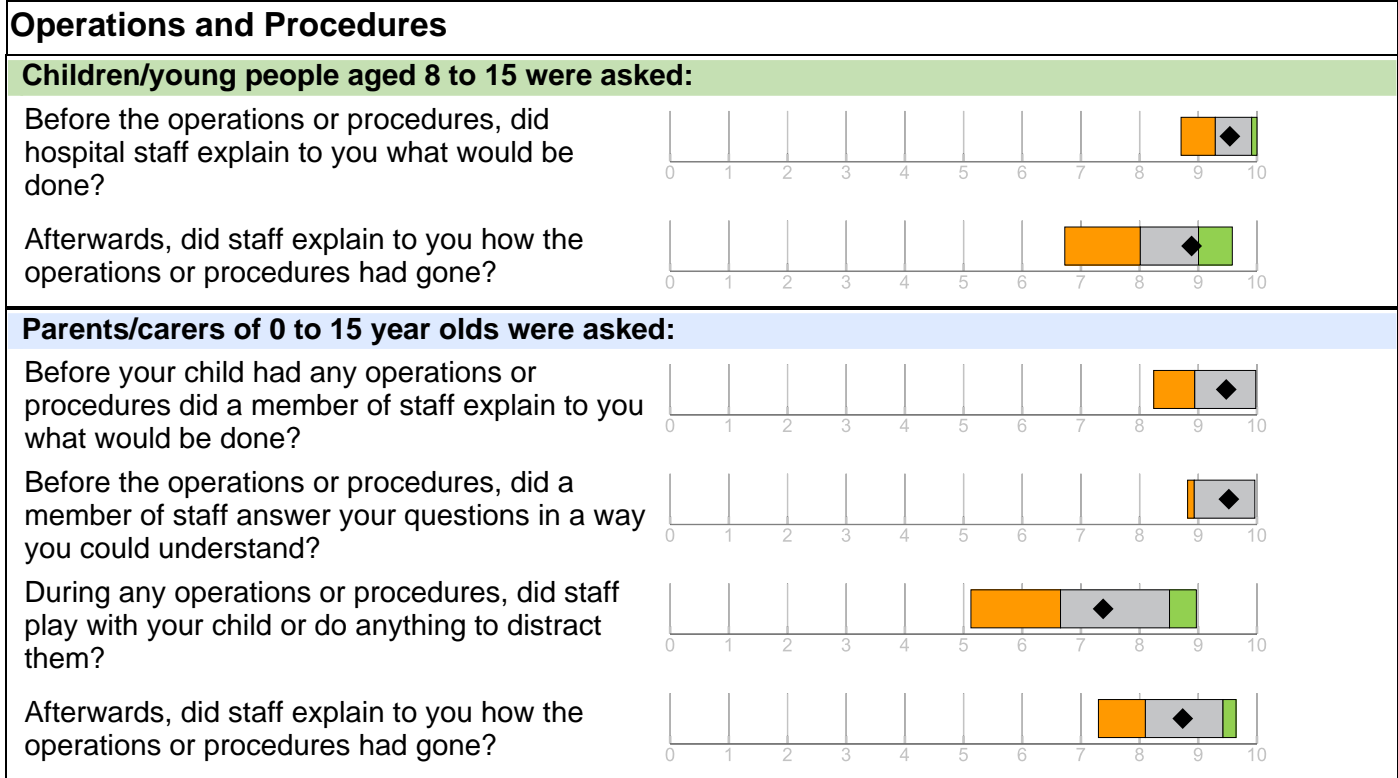 Operations and Procedures
Children/young people aged 8 to 15 were asked:
Before the operations or procedures, did
hospital staff explain to you what would be
done?
0 1 2 3 4 5 6 7 8 9 10
Afterwards, did staff explain to you how the
operations or procedures had gone?
0 1 2 3 4 5 6 7 8 9 10
Parents/carers of 0 to 15 year olds were asked:
Before your child had any operations or
procedures did a member of staff explain to you
what would be done?
0 1 2 3 4 5 6 7 8 9 10
Before the operations or procedures, did a
member of staff answer your questions in a way
you could understand?
0 1 2 3 4 5 6 7 8 9 10
During any operations or procedures, did staff
play with your child or do anything to distract
them?
0 1 2 3 4 5 6 7 8 9 10
Afterwards, did staff explain to you how the
operations or procedures had gone?
0 1 2 3 4 5 6 7 8 9 10